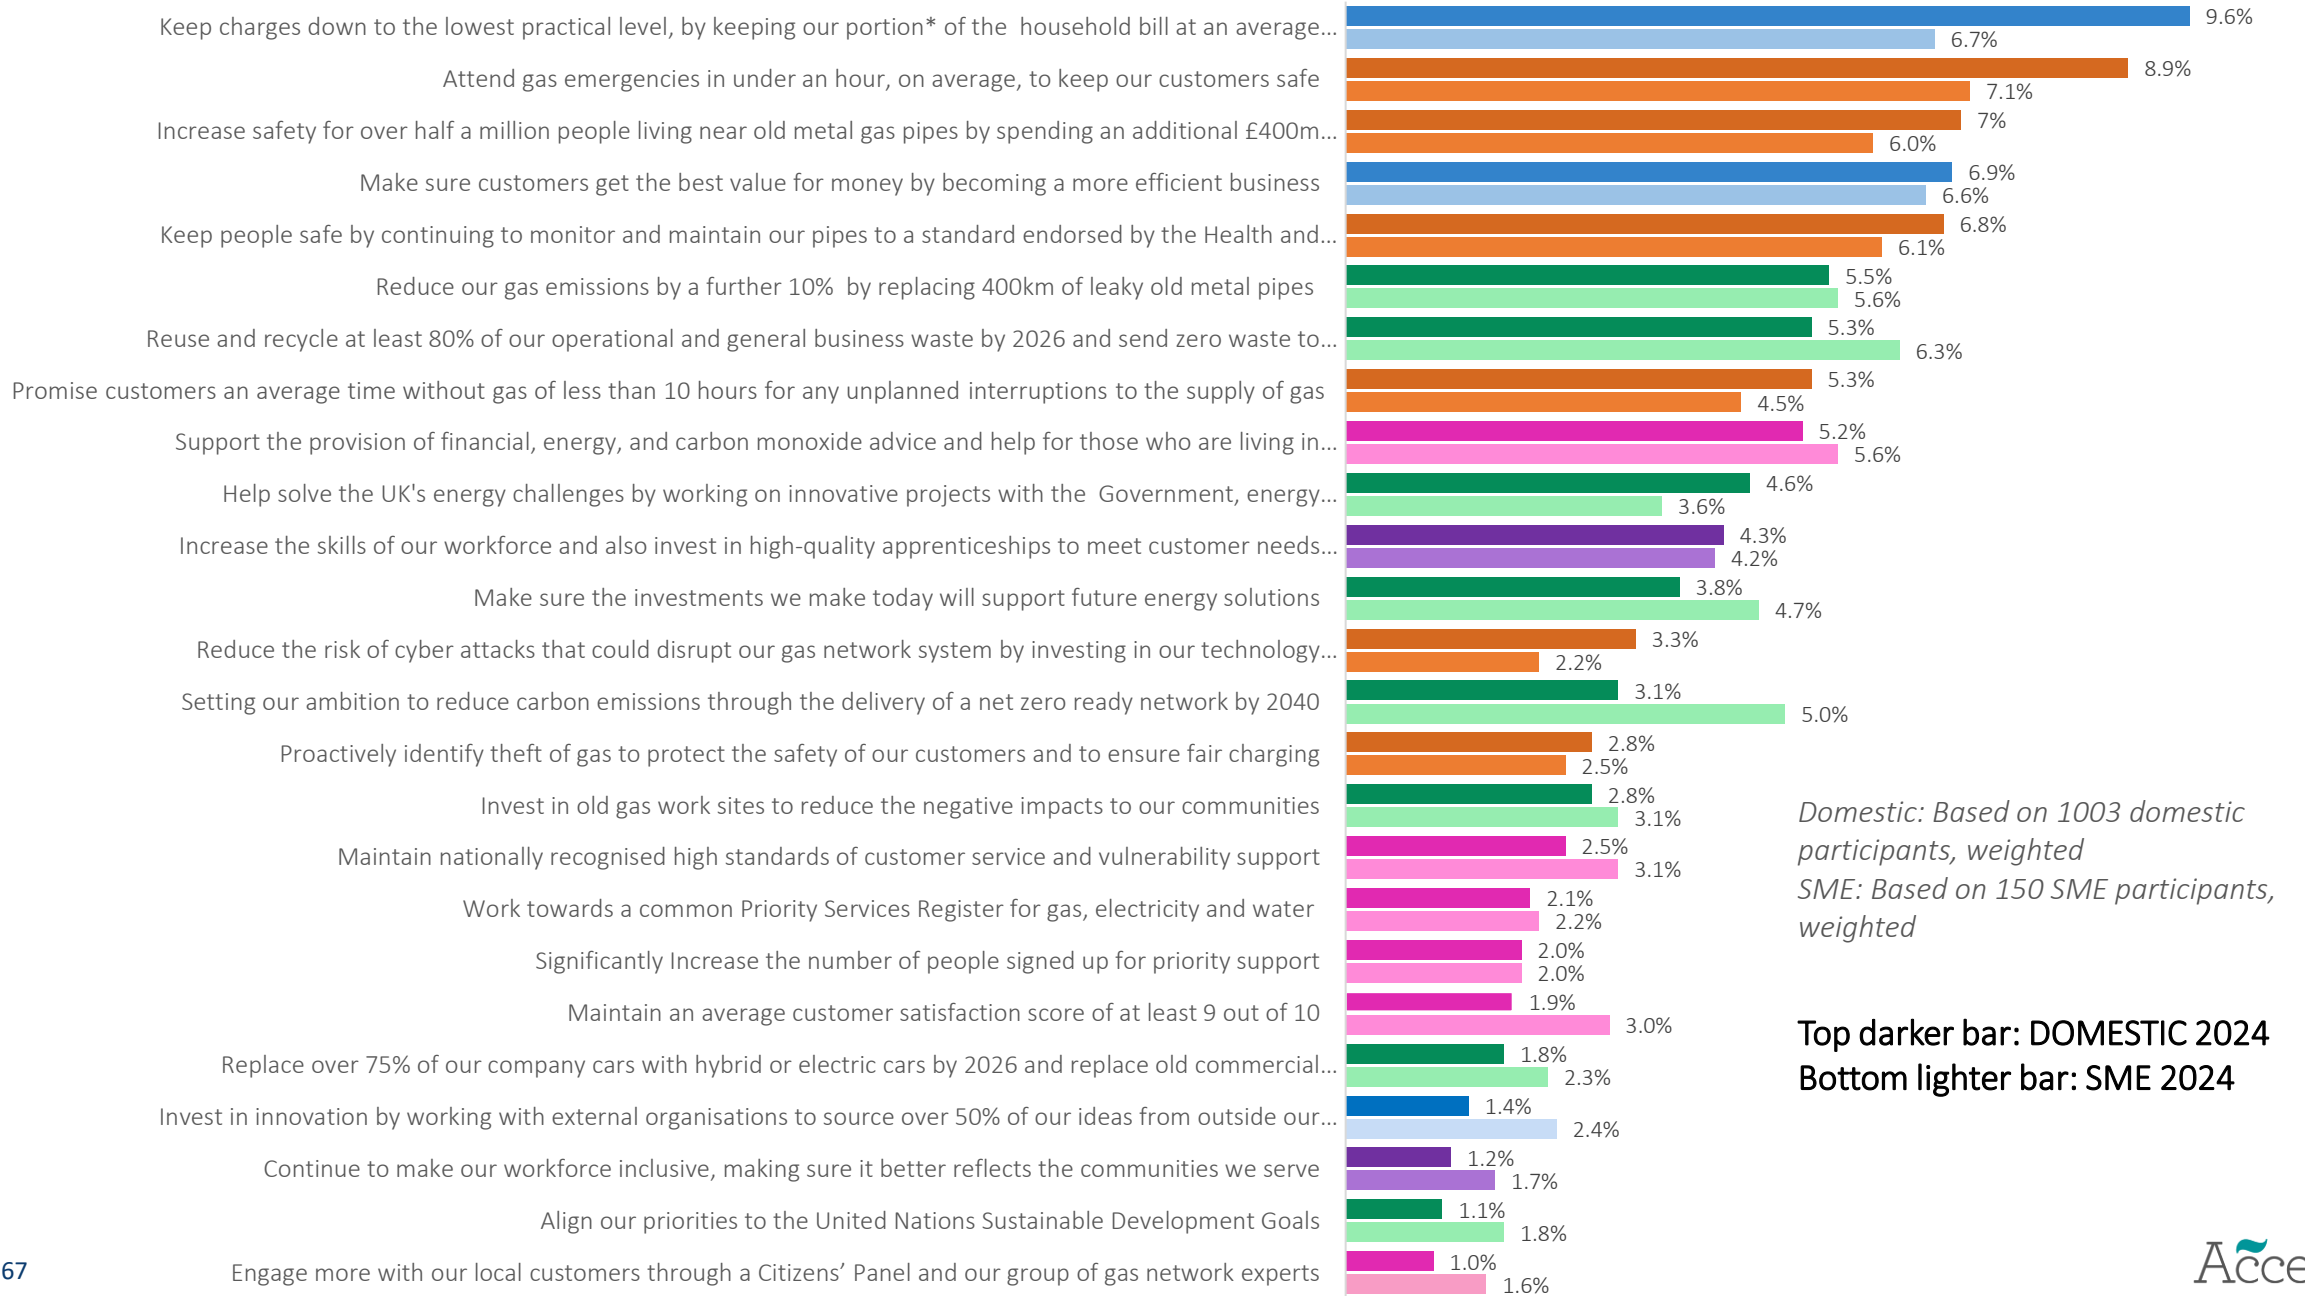 Keep charges down to the lowest practical level, by keeping our portion* of the  household bill at an average...
9.6%
6.7%
Attend gas emergencies in under an hour, on average, to keep our customers safe
8.9%
7.1%
Increase safety for over half a million people living near old metal gas pipes by spending an additional £400m...
7%
6.0%
Make sure customers get the best value for money by becoming a more efficient business
6.9%
6.6%
Keep people safe by continuing to monitor and maintain our pipes to a standard endorsed by the Health and...
6.8%
6.1%
Reduce our gas emissions by a further 10%  by replacing 400km of leaky old metal pipes
5.5%
5.6%
Reuse and recycle at least 80% of our operational and general business waste by 2026 and send zero waste to...
5.3%
6.3%
Promise customers an average time without gas of less than 10 hours for any unplanned interruptions to the supply of gas
5.3%
4.5%
Support the provision of financial, energy, and carbon monoxide advice and help for those who are living in...
5.2%
5.6%
Help solve the UK's energy challenges by working on innovative projects with the  Government, energy...
4.6%
3.6%
Increase the skills of our workforce and also invest in high-quality apprenticeships to meet customer needs...
4.3%
4.2%
Make sure the investments we make today will support future energy solutions
3.8%
4.7%
Reduce the risk of cyber attacks that could disrupt our gas network system by investing in our technology...
3.3%
2.2%
Setting our ambition to reduce carbon emissions through the delivery of a net zero ready network by 2040
3.1%
5.0%
Proactively identify theft of gas to protect the safety of our customers and to ensure fair charging
2.8%
2.5%
Invest in old gas work sites to reduce the negative impacts to our communities
2.8%
3.1%
Maintain nationally recognised high standards of customer service and vulnerability support
2.5%
3.1%
Work towards a common Priority Services Register for gas, electricity and water
2.1%
2.2%
Significantly Increase the number of people signed up for priority support
2.0%
2.0%
Maintain an average customer satisfaction score of at least 9 out of 10
1.9%
3.0%
Replace over 75% of our company cars with hybrid or electric cars by 2026 and replace old commercial...
1.8%
2.3%
Invest in innovation by working with external organisations to source over 50% of our ideas from outside our...
1.4%
2.4%
Continue to make our workforce inclusive, making sure it better reflects the communities we serve
1.2%
1.7%
Align our priorities to the United Nations Sustainable Development Goals
1.1%
1.8%
Engage more with our local customers through a Citizens’ Panel and our group of gas network experts
1.0%
1.6%
Domestic: Based on 1003 domestic
participants, weighted
SME: Based on 150 SME participants,
weighted
Top darker bar: DOMESTIC 2024
Bottom lighter bar: SME 2024
67
Acce